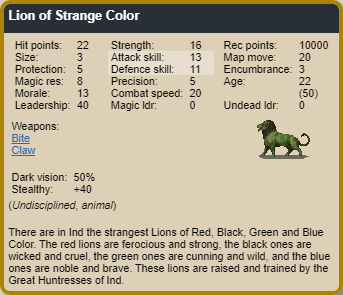 Lion of Strange Color
Hit points: 22 Strength: 16 Rec points: 10000
Size: 3 Attack skill: 13 Map move: 20
Protection: 5 Defence skill: 11 Encumbrance: 3
Magic res: 8 Precision: 5 Age: 22
Morale: 13 Combat speed: 20 (50)
Leadership: 40 Magic ldr: 0 Undead ldr: 0
Weapons:
Bite
Claw
Dark vision: 50%
Stealthy: +40
(Undisciplined, animal)
There are in Ind the strangest Lions of Red, Black, Green and Blue
Color. The red lions are ferocious and strong, the black ones are
wicked and cruel, the green ones are cunning and wild, and the blue
ones are noble and brave. These lions are raised and trained by the
Great Huntresses of Ind.